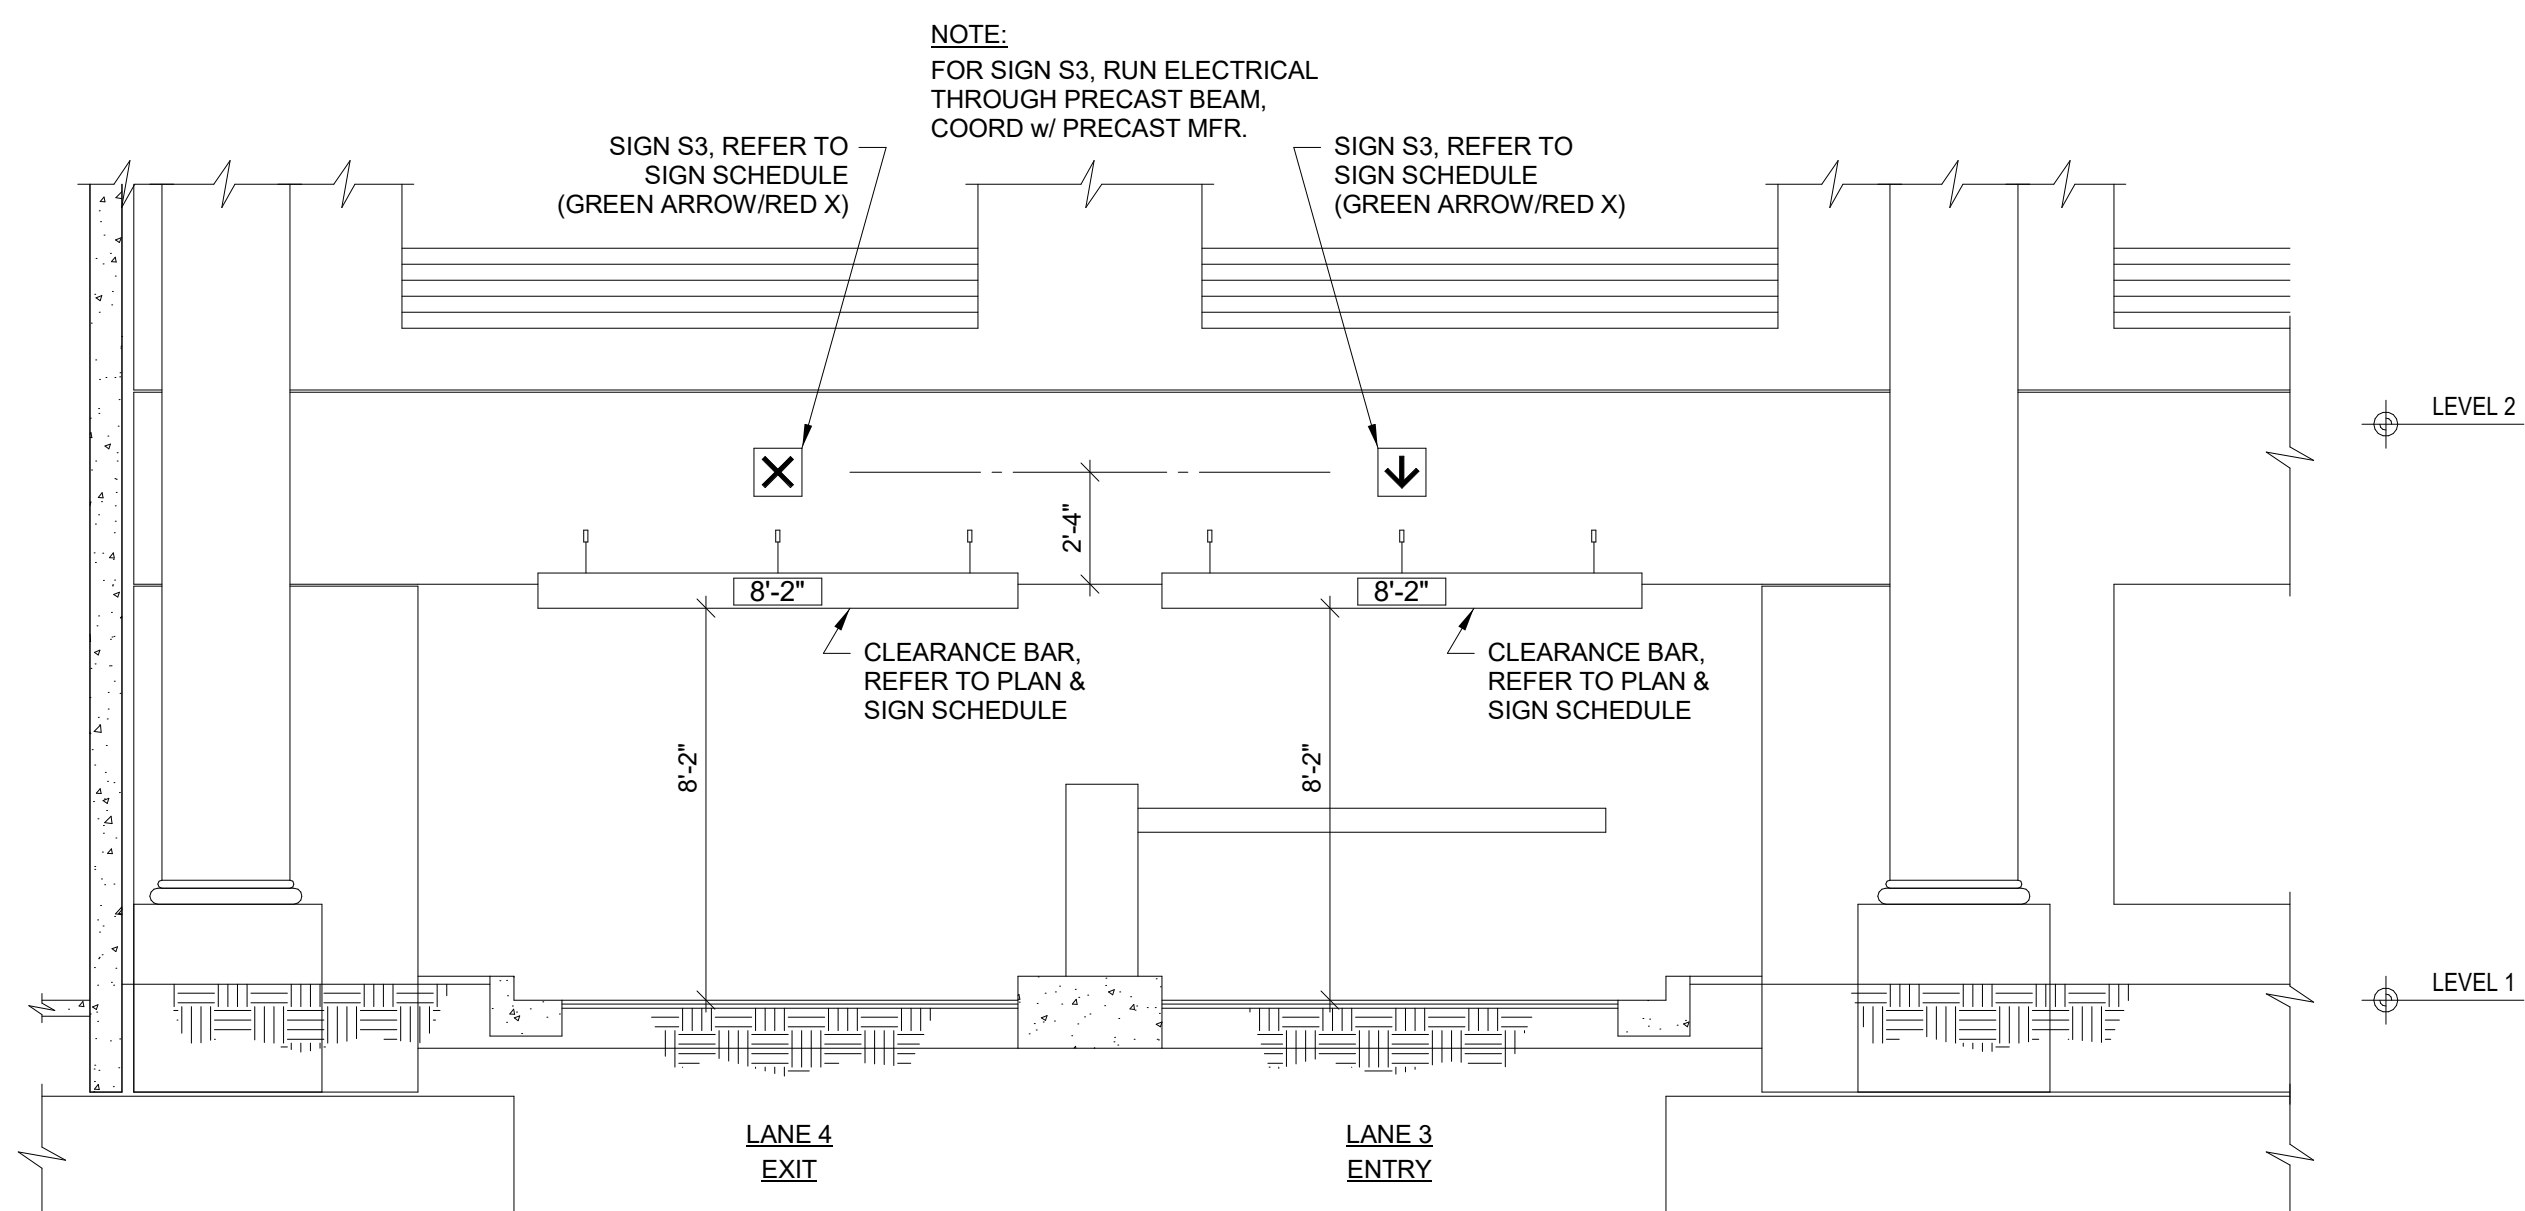 NOTE:
FOR SIGN S3, RUN ELECTRICAL
THROUGH PRECAST BEAM,
COORD w/ PRECAST MFR.
SIGN S3, REFER TO
SIGN SCHEDULE
(GREEN ARROW/RED X)
SIGN S3, REFER TO
SIGN SCHEDULE
(GREEN ARROW/RED X)
LEVEL 2
2'-4"
8'-2"
8'-2"
CLEARANCE BAR,
REFER TO PLAN &
SIGN SCHEDULE
CLEARANCE BAR,
REFER TO PLAN &
SIGN SCHEDULE
8'-2"
8'-2"
LEVEL 1
LANE 4
EXIT
LANE 3
ENTRY